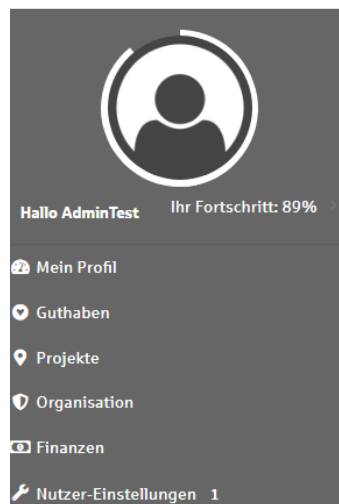 Hallo AdminTest Ihr Fortschritt: 89%
Mein Profil
Guthaben
Projekte
Organisation
Finanzen
Nutzer-Einstellungen 1